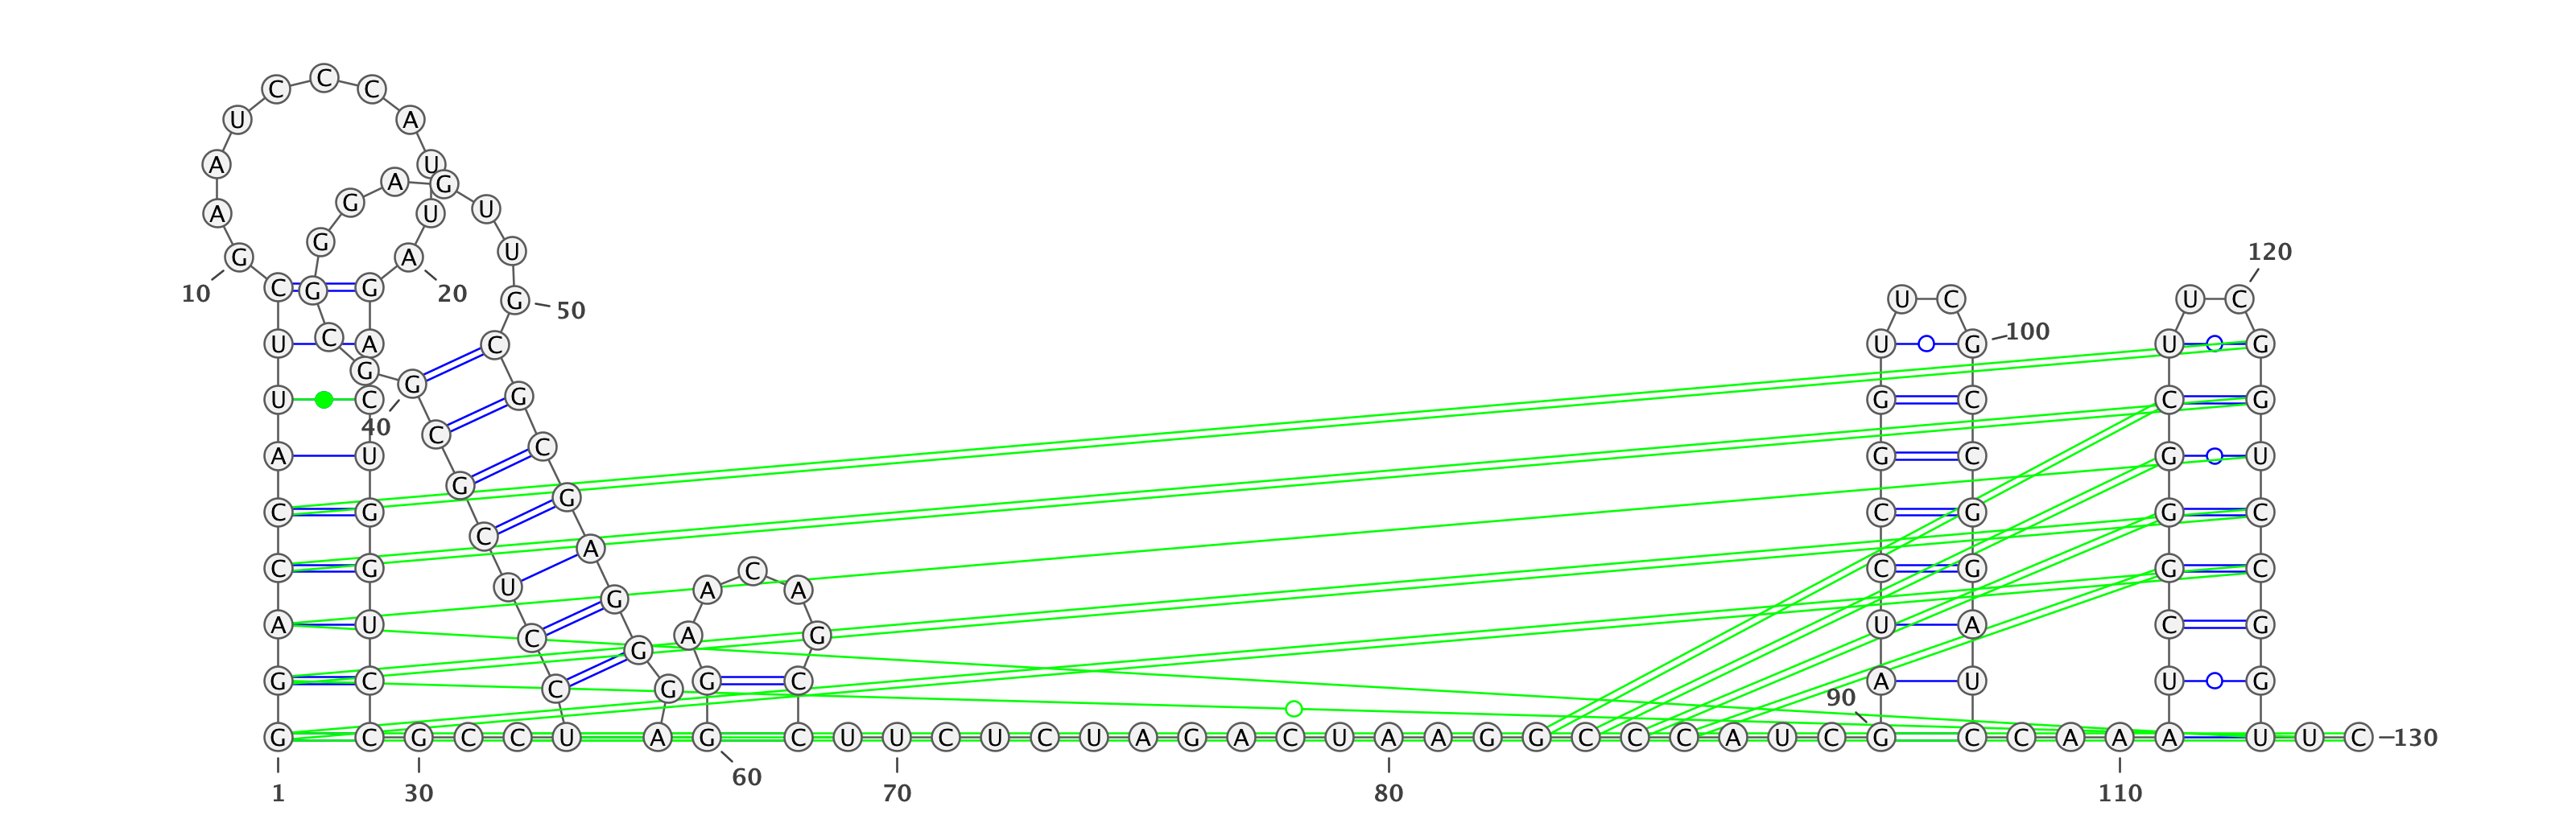 C
C C
U A
A U
A G
G U
A U
G U 120
G A
10 C G G 20 G 50 U C U C
U C A C U G 100 U G
G G
U C G G C C G
40 C
A U C G C G U
G G
C G C G G C
C A
C G C C G G C
U G A A
A U U A C G
C G A G
G C G C A U U G
C G 90
G C G C C U A G C U U C U C U A G A C U A A G G C C C A U C G C C A A A U U C 130
1 30 60 70 80 110